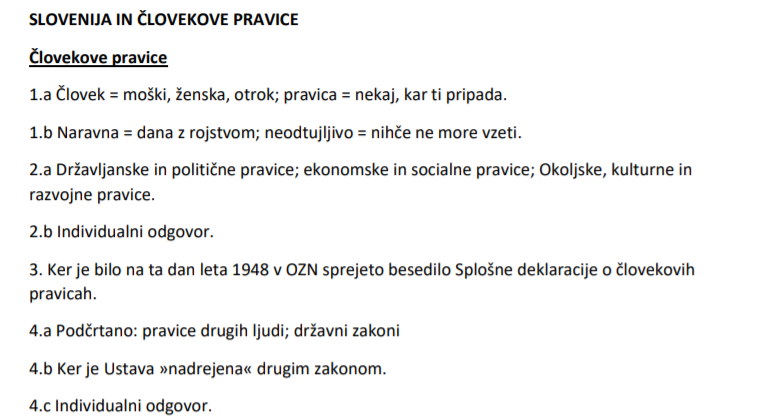 SLOVENIJA IN ČLOVEKOVE PRAVICE
Človekove pravice
1.a Človek = moški, ženska, otrok; pravica = nekaj, kar ti pripada.
1.b Naravna = dana z rojstvom; neodtujljivo = nihče ne more vzeti.
2.a Državljanske in politične pravice; ekonomske in socialne pravice; Okoljske, kulturne in
razvojne pravice.
2.b Individualni odgovor.
3. Ker je bilo na ta dan leta 1948 v OZN sprejeto besedilo Splošne deklaracije o človekovih
pravicah.
4.a Podčrtano: pravice drugih ljudi; državni zakoni
4.b Ker je Ustava »nadrejena« drugim zakonom.
4.c Individualni odgovor.